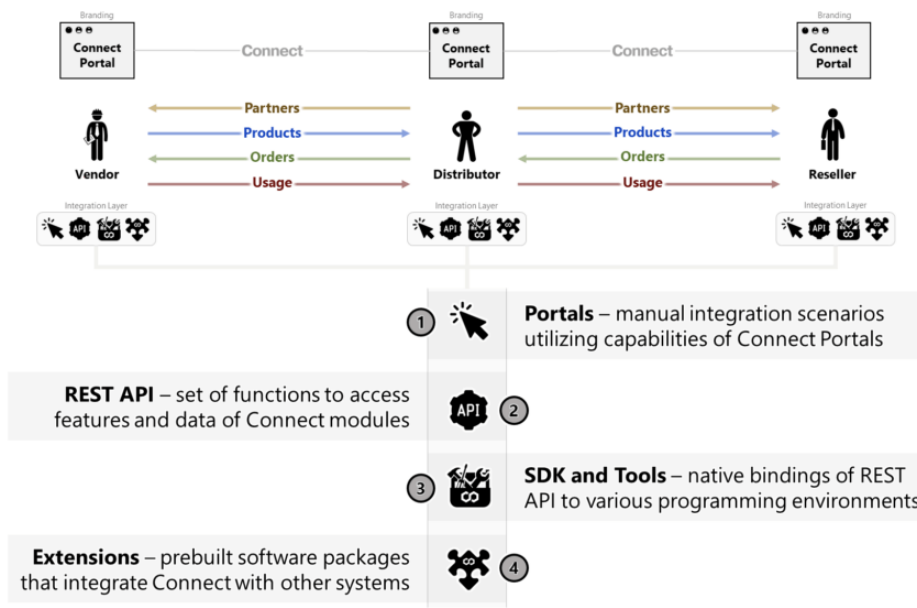 Branding
Branding
Branding
Connect
Portal
Connect
Connect
Portal
Connect
Connect
Portal
Partners
Partners
Products
Products
Orders
Orders
Usage
Usage
Vendor
Distributor
Reseller
Integration Layer
Integration Layer
Integration Layer
API
API
API
1
Portals – manual integration scenarios
utilizing capabilities of Connect Portals
REST API – set of functions to access
features and data of Connect modules
API
2
3
SDK and Tools – native bindings of REST
API to various programming environments
Extensions – prebuilt software packages
that integrate Connect with other systems
4